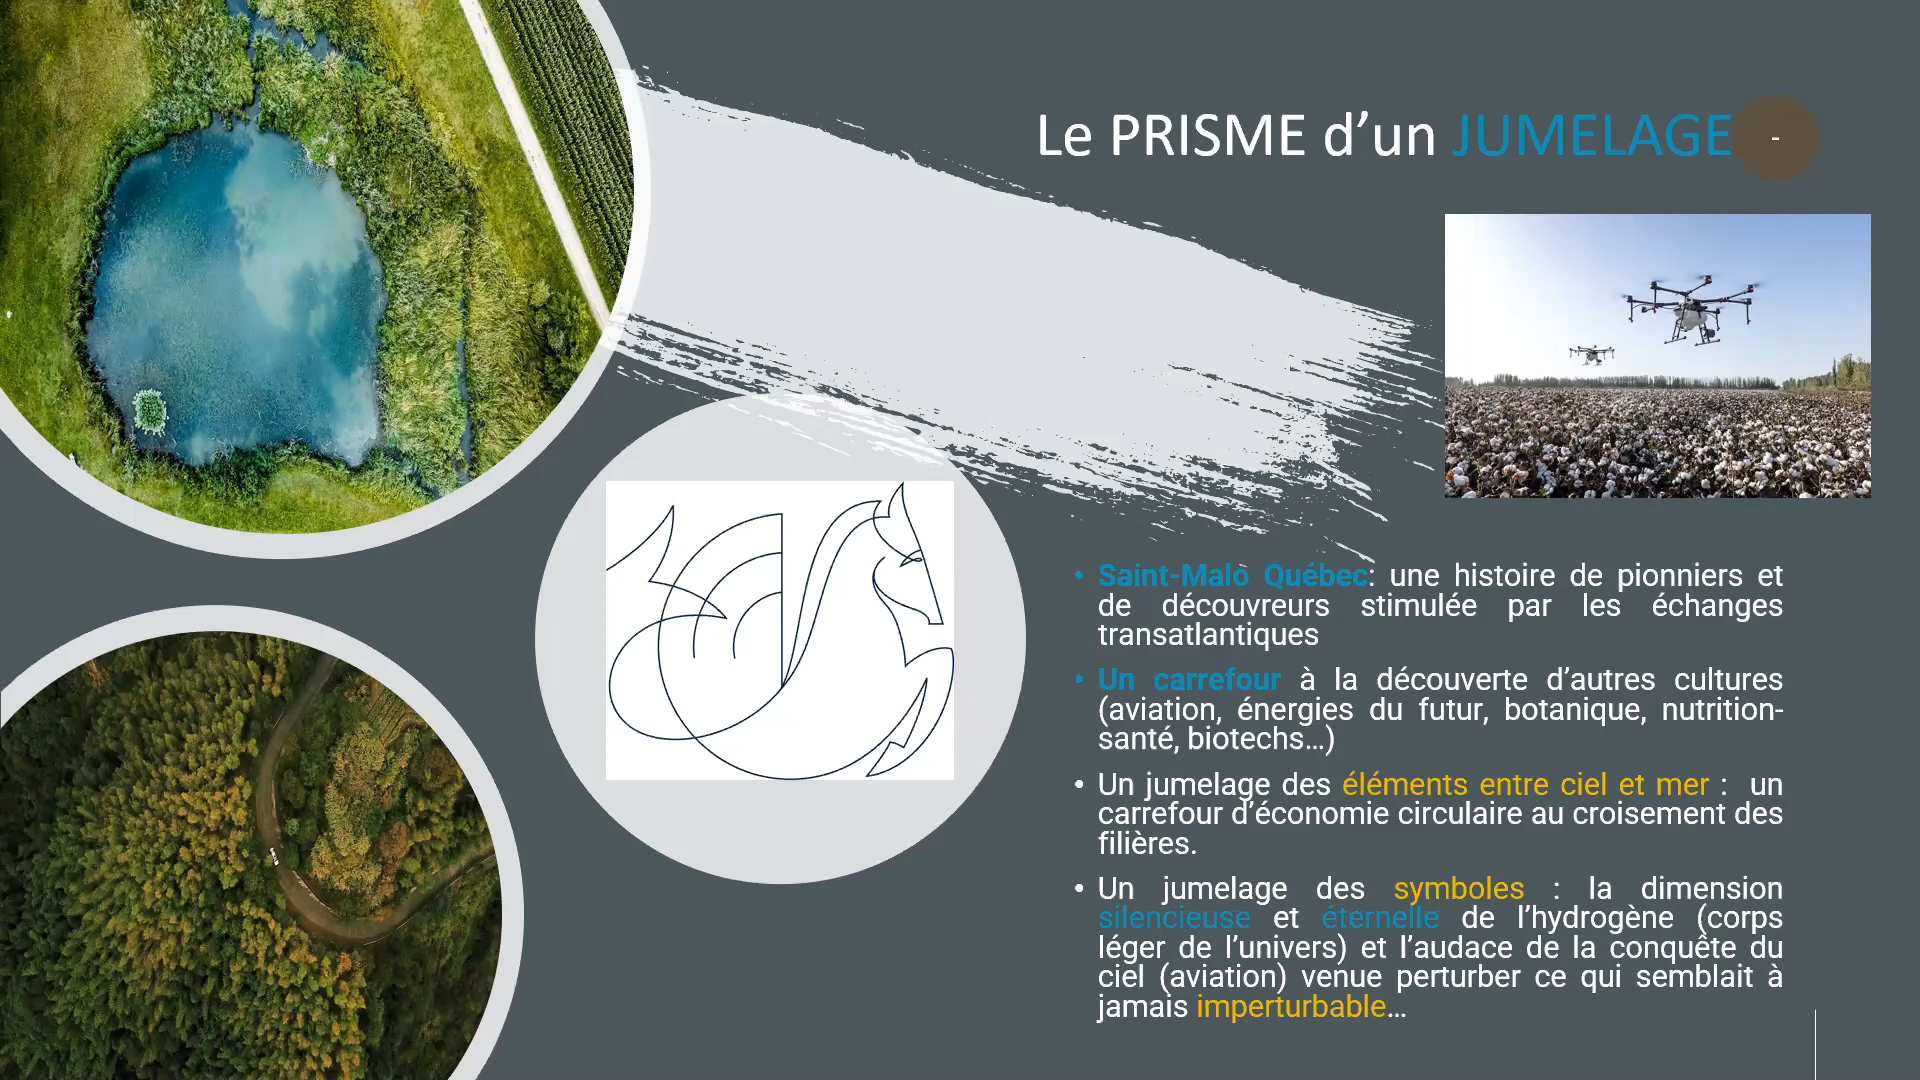 Le PRISME d’un JUMELAGE -
• Saint-Malo Québec: une histoire de pionniers et
de découvreurs stimulée par les échanges
transatlantiques
• Un carrefour à la découverte d’autres cultures
(aviation, énergies du futur, botanique, nutrition-
santé, biotechs…)
• Un jumelage des éléments entre ciel et mer : un
carrefour d’économie circulaire au croisement des
filières.
• Un jumelage des symboles : la dimension
silencieuse et éternelle de l’hydrogène (corps
léger de l’univers) et l’audace de la conquête du
ciel (aviation) venue perturber ce qui semblait à
jamais imperturbable…